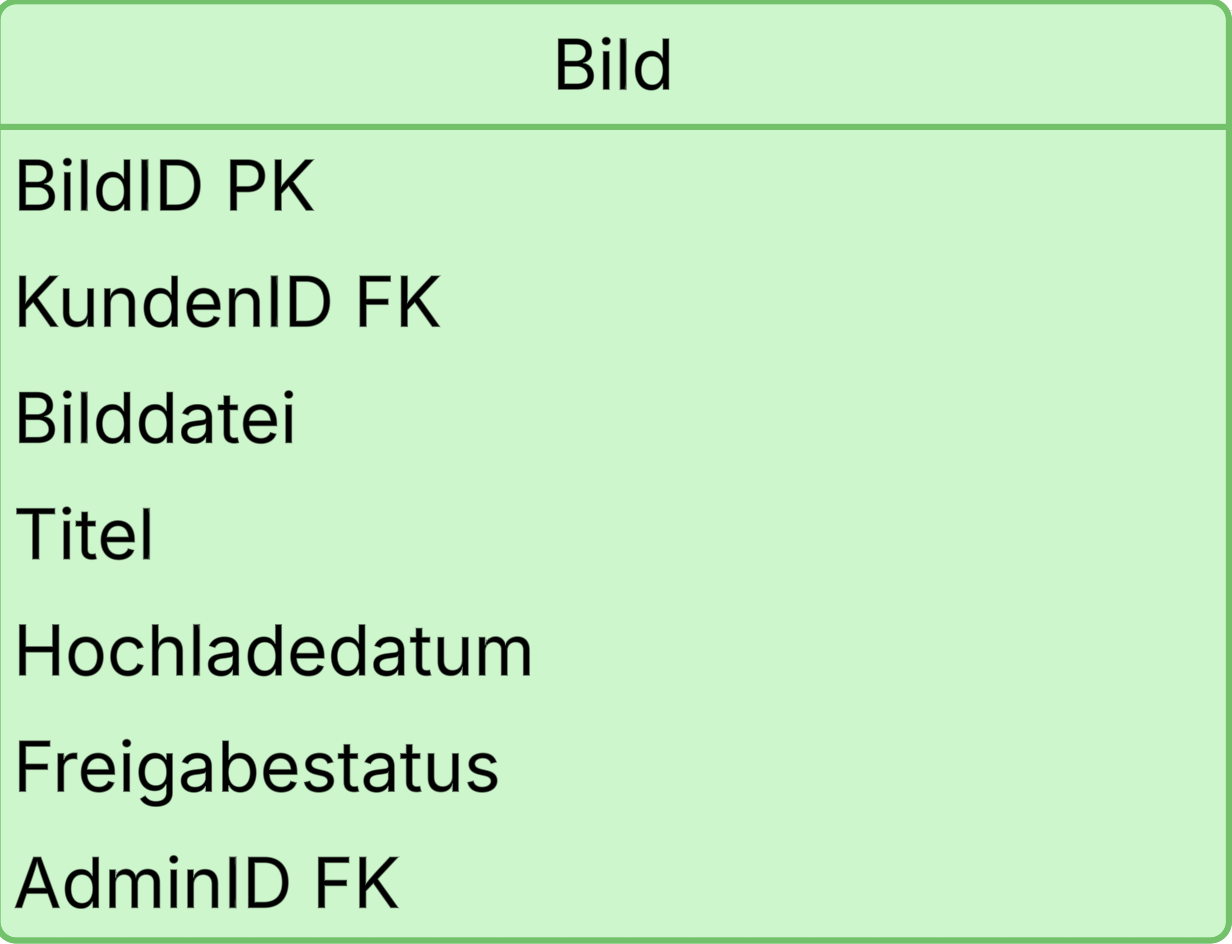 Bild
BildID PK
KundenID FK
Bilddatei
Titel
Hochladedatum
Freigabestatus
AdminID FK